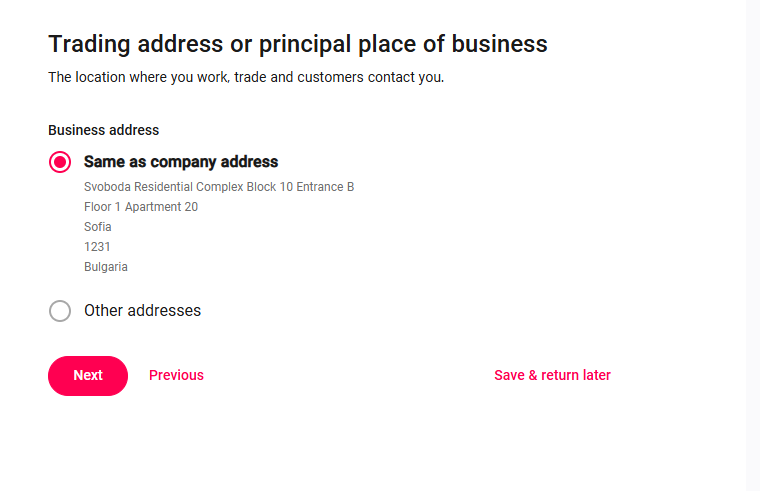 Trading address or principal place of business
The location where you work, trade and customers contact you.
Business address
Same as company address
Svoboda Residential Complex Block 10 Entrance B
Floor 1 Apartment 20
Sofia
1231
Bulgaria
Other addresses
Next Previous Save & return later